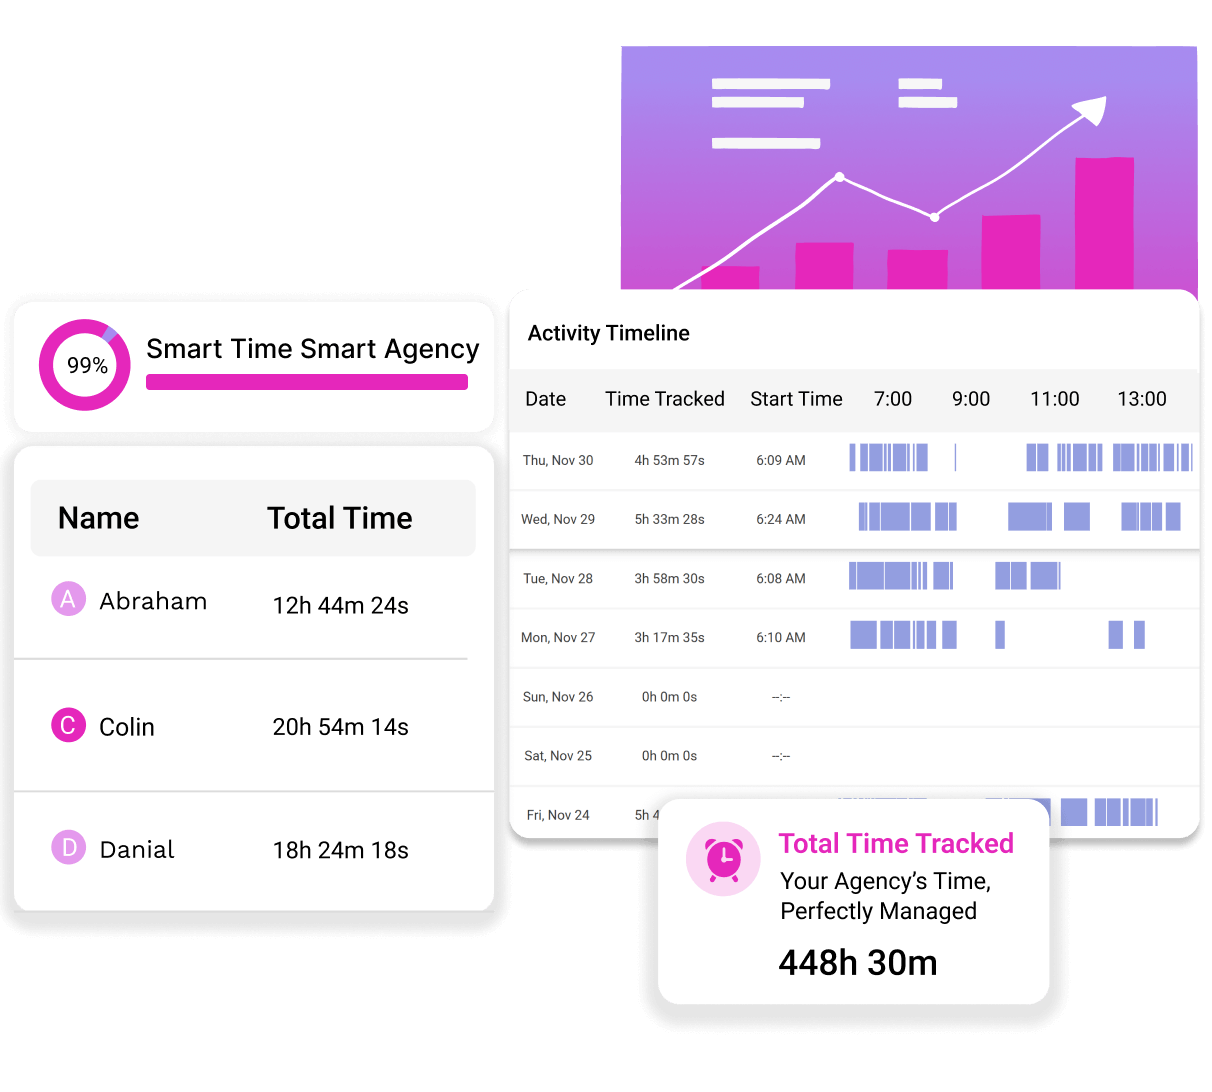 99%
Smart Time Smart Agency
Name Total Time
A Abraham 12h 44m 24s
C Colin 20h 54m 14s
D Danial 18h 24m 18s
Activity Timeline
Date Time Tracked Start Time 7:00 9:00 11:00 13:00
Thu, Nov 30 4h 53m 57s 6:09 AM
Wed, Nov 29 5h 33m 28s 6:24 AM
Tue, Nov 28 3h 58m 30s 6:08 AM
Mon, Nov 27 3h 17m 35s 6:10 AM
Sun, Nov 26 0h 0m 0s --:--
Sat, Nov 25 0h 0m 0s --:--
Fri, Nov 24 5h 4
Total Time Tracked
Your Agency’s Time,
Perfectly Managed
448h 30m